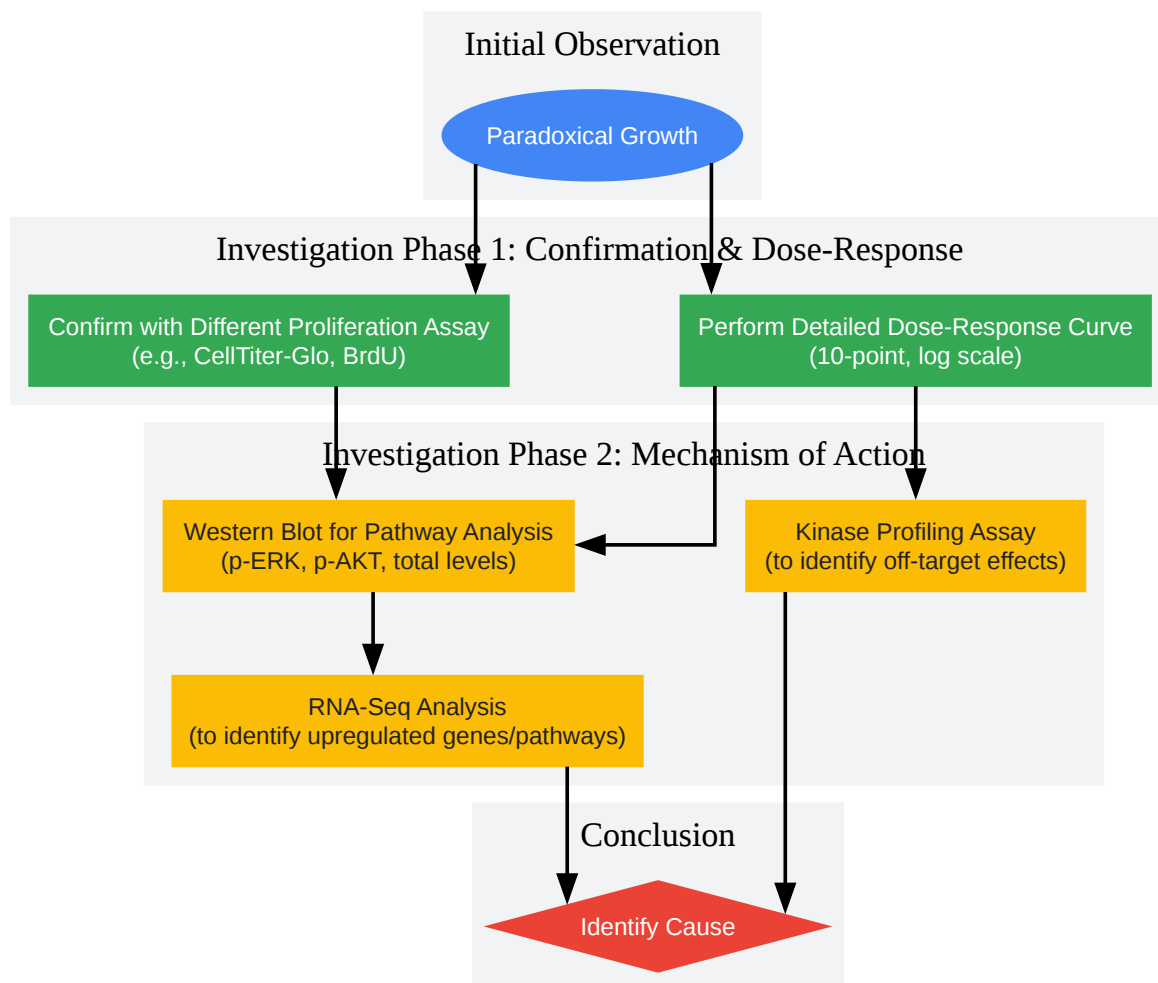 Initial Observation
Paradoxical Growth
Investigation Phase 1: Confirmation & Dose-Response
Confirm with Different Proliferation Assay
(e.g., CellTiter-Glo, BrdU)
Perform Detailed Dose-Response Curve
(10-point, log scale)
Investigation Phase 2: Mechanism of Action
Western Blot for Pathway Analysis
(p-ERK, p-AKT, total levels)
Kinase Profiling Assay
(to identify off-target effects)
RNA-Seq Analysis
(to identify upregulated genes/pathways)
Conclusion
Identify Cause